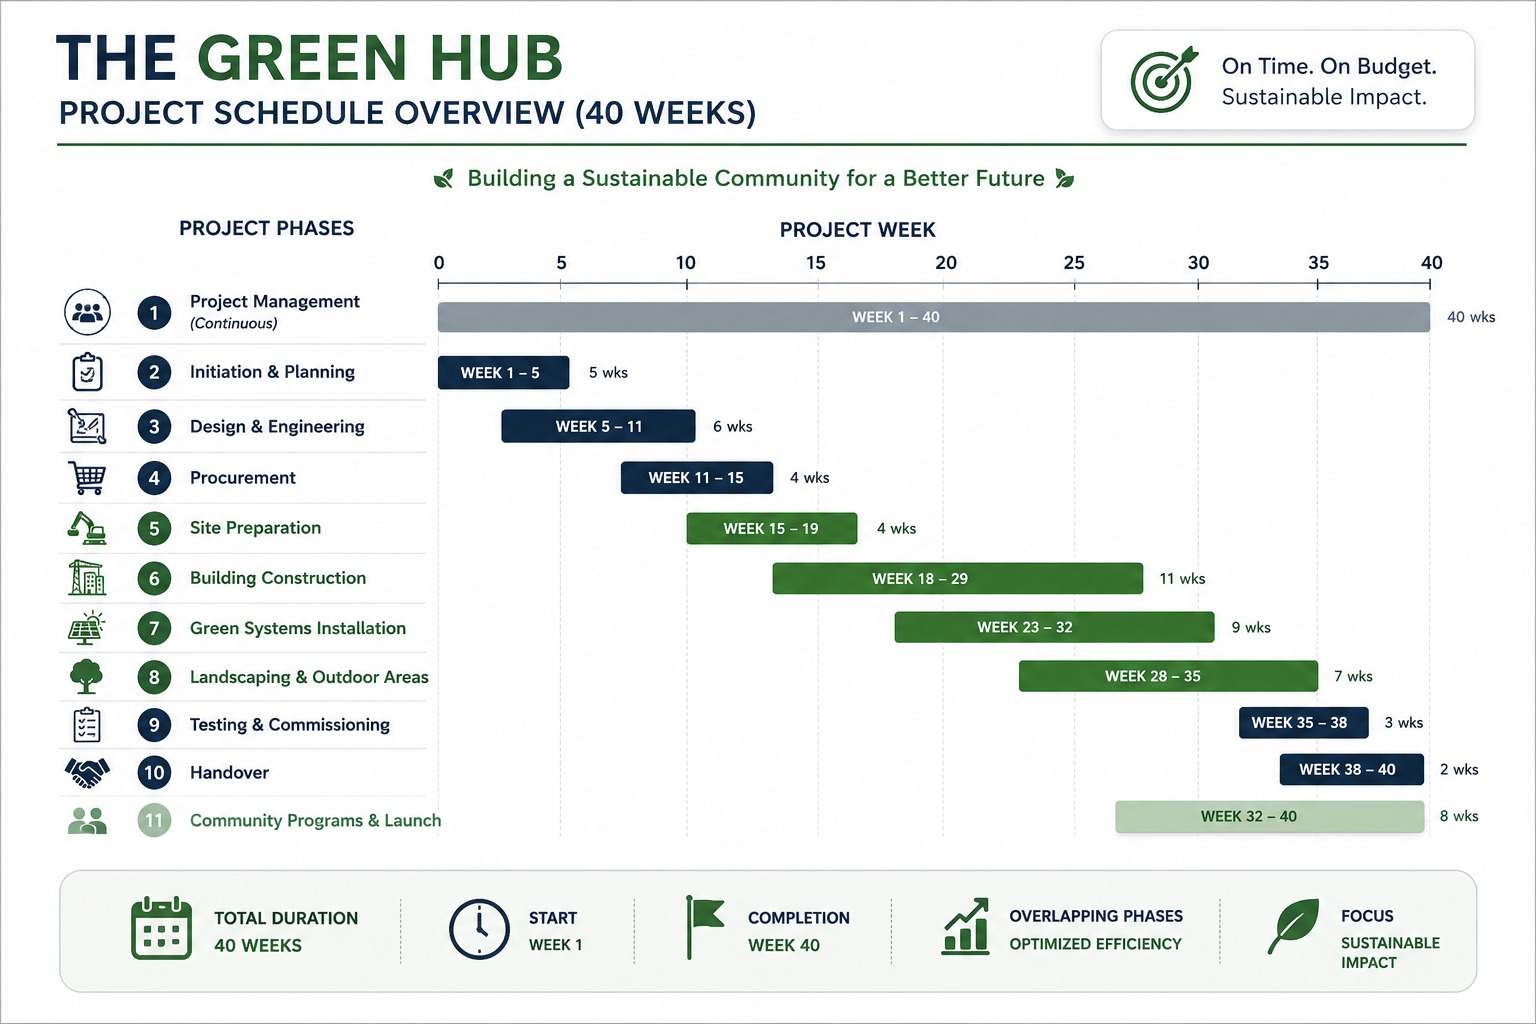 THE GREEN HUB
PROJECT SCHEDULE OVERVIEW (40 WEEKS)
On Time. On Budget.
Sustainable Impact.
Building a Sustainable Community for a Better Future
PROJECT PHASES
PROJECT WEEK
0 5 10 15 20 25 30 35 40
1 Project Management
(Continuous)
WEEK 1 – 40
40 wks
2 Initiation & Planning
WEEK 1 – 5
5 wks
3 Design & Engineering
WEEK 5 – 11
6 wks
4 Procurement
WEEK 11 – 15
4 wks
5 Site Preparation
WEEK 15 – 19
4 wks
6 Building Construction
WEEK 18 – 29
11 wks
7 Green Systems Installation
WEEK 23 – 32
9 wks
8 Landscaping & Outdoor Areas
WEEK 28 – 35
7 wks
9 Testing & Commissioning
WEEK 35 – 38
3 wks
10 Handover
WEEK 38 – 40
2 wks
11 Community Programs & Launch
WEEK 32 – 40
8 wks
TOTAL DURATION
40 WEEKS
START
WEEK 1
COMPLETION
WEEK 40
OVERLAPPING PHASES
OPTIMIZED EFFICIENCY
FOCUS
SUSTAINABLE
IMPACT